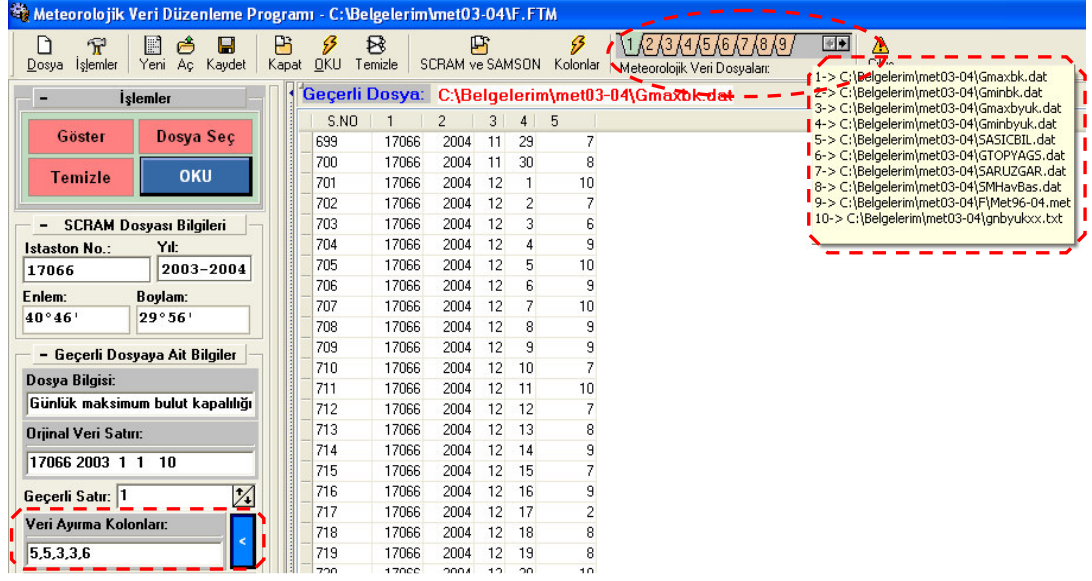 Meteorolojik Veri Düzenleme Programı - C:\Belgelerim\met03-04\F.FTM
Dosya İşlemler Yeni Aç Kaydet Kapat OKU Temizle SCRAM ve SAMSON Kolonlar
1 2 3 4 5 6 7 8 9
Meteorolojik Veri Dosyaları:
1-> C:\Belgelerim\met03-04\Gmaxbk.dat
2-> C:\Belgelerim\met03-04\Gminbk.dat
3-> C:\Belgelerim\met03-04\Gmaxbyuk.dat
4-> C:\Belgelerim\met03-04\Gminbyuk.dat
5-> C:\Belgelerim\met03-04\SASICBIL.dat
6-> C:\Belgelerim\met03-04\GTOPYAGS.dat
7-> C:\Belgelerim\met03-04\SARUZGAR.dat
8-> C:\Belgelerim\met03-04\SMHavBas.dat
9-> C:\Belgelerim\met03-04\F\Met96-04.met
10-> C:\Belgelerim\met03-04\gnbyukxx.txt
– İşlemler
Göster Dosya Seç
Temizle OKU
– SCRAM Dosyası Bilgileri
Istaston No.: Yıl:
17066 2003-2004
Enlem: Boylam:
40°46' 29°56'
– Geçerli Dosyaya Ait Bilgiler
Dosya Bilgisi:
Günlük maksimum bulut kapalılığı
Orjinal Veri Satırı:
17066 2003 1 1 10
Geçerli Satır: 1
Veri Ayırma Kolonları:
5,5,3,3,6
<
Geçerli Dosya: C:\Belgelerim\met03-04\Gmaxbk.dat
S.NO 1 2 3 4 5
699 17066 2004 11 29 7
700 17066 2004 11 30 8
701 17066 2004 12 1 10
702 17066 2004 12 2 7
703 17066 2004 12 3 6
704 17066 2004 12 4 9
705 17066 2004 12 5 10
706 17066 2004 12 6 9
707 17066 2004 12 7 10
708 17066 2004 12 8 9
709 17066 2004 12 9 9
710 17066 2004 12 10 7
711 17066 2004 12 11 10
712 17066 2004 12 12 7
713 17066 2004 12 13 8
714 17066 2004 12 14 9
715 17066 2004 12 15 7
716 17066 2004 12 16 9
717 17066 2004 12 17 2
718 17066 2004 12 18 8
719 17066 2004 12 19 8
720 17066 2004 12 20 10